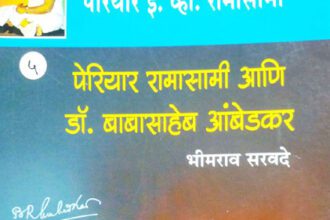 पेरियार ई. व्ही. रामासामी
५
पेरियार रामासामी आणि
डॉ. बाबासाहेब आंबेडकर
भीमराव सरवदे